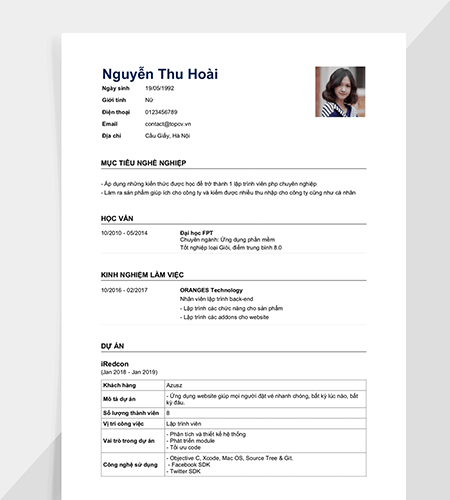 Nguyễn Thu Hoài
Ngày sinh 19/05/1992
Giới tính Nữ
Điện thoại 0123456789
Email contact@topcv.vn
Địa chỉ Cầu Giấy, Hà Nội
MỤC TIÊU NGHỀ NGHIỆP
- Áp dụng những kiến thức được học để trở thành 1 lập trình viên php chuyên nghiệp
- Làm ra sản phẩm giúp ích cho công ty và kiếm được nhiều thu nhập cho công ty cũng như cá nhân
HỌC VẤN
10/2010 - 05/2014 Đại học FPT
Chuyên ngành: Ứng dụng phần mềm
Tốt nghiệp loại Giỏi, điểm trung bình 8.0
KINH NGHIỆM LÀM VIỆC
10/2016 - 02/2017 ORANGES Technology
Nhân viên lập trình back-end
- Lập trình các chức năng cho sản phẩm
- Lập trình các addons cho website
DỰ ÁN
iRedcon
(Jan 2018 - Jan 2019)
Khách hàng Azusz
Mô tả dự án - Ứng dụng website giúp mọi người đặt vé nhanh chóng, bất kỳ lúc nào, bất
kỳ đâu.
Số lượng thành viên 8
Vị trí công việc Lập trình viên
Vai trò trong dự án - Phân tích và thiết kế hệ thống
- Phát triển module
- Tối ưu code
Công nghệ sử dụng - Objective C, Xcode, Mac OS, Source Tree & Git.
- Facebook SDK
- Twitter SDK